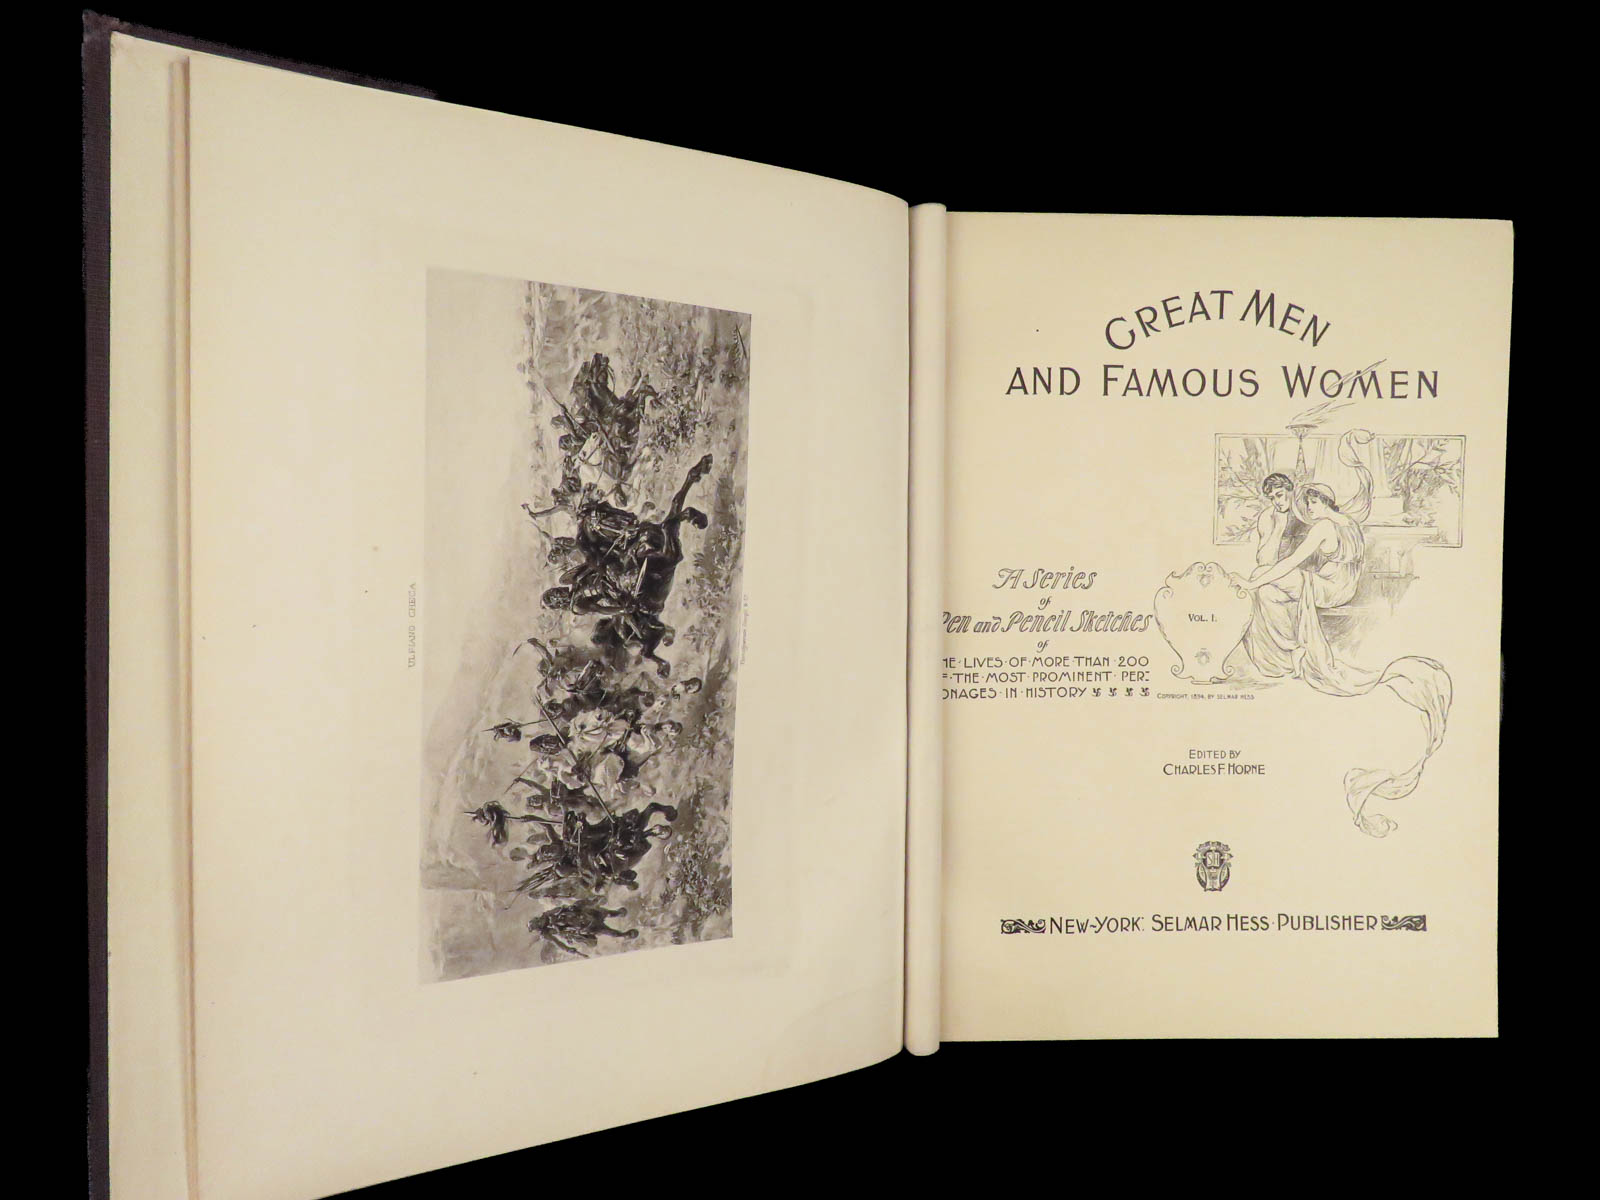 ULPIANO CHECA
GREAT MEN
AND FAMOUS WOMEN
A Series
of
Pen and Pencil Sketches
of
HE · LIVES · OF · MORE · THAN · 200
F · THE · MOST · PROMINENT · PER-
ONAGES · IN · HISTORY
VOL. I.
COPYRIGHT, 1894, BY SELMAR HESS
EDITED BY
CHARLES F. HORNE
SH
NEW-YORK: SELMAR HESS · PUBLISHER